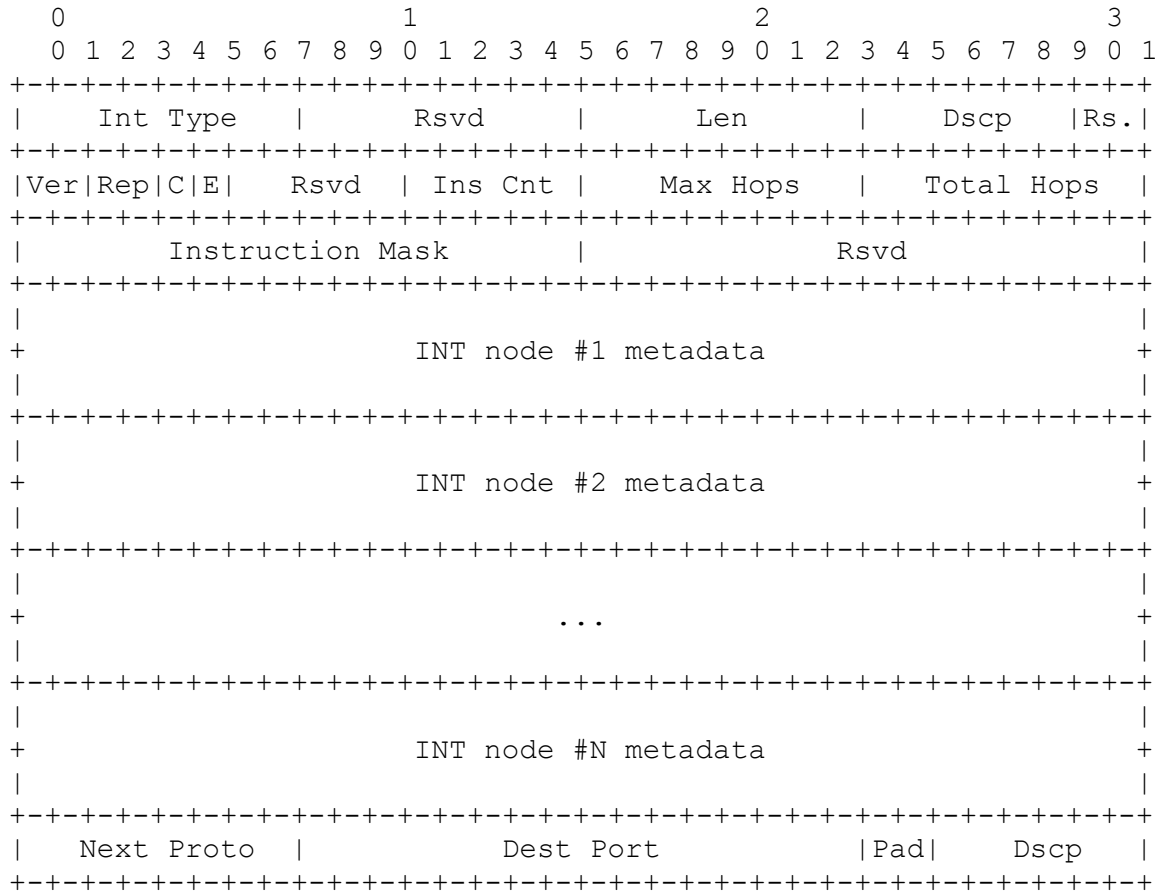 0                   1                   2                   3
 0 1 2 3 4 5 6 7 8 9 0 1 2 3 4 5 6 7 8 9 0 1 2 3 4 5 6 7 8 9 0 1
+-+-+-+-+-+-+-+-+-+-+-+-+-+-+-+-+-+-+-+-+-+-+-+-+-+-+-+-+-+-+-+-+
|    Int Type   |      Rsvd     |      Len      |    Dscp   |Rs.|
+-+-+-+-+-+-+-+-+-+-+-+-+-+-+-+-+-+-+-+-+-+-+-+-+-+-+-+-+-+-+-+-+
|Ver|Rep|C|E|   Rsvd  | Ins Cnt |    Max Hops   |   Total Hops  |
+-+-+-+-+-+-+-+-+-+-+-+-+-+-+-+-+-+-+-+-+-+-+-+-+-+-+-+-+-+-+-+-+
|        Instruction Mask       |              Rsvd             |
+-+-+-+-+-+-+-+-+-+-+-+-+-+-+-+-+-+-+-+-+-+-+-+-+-+-+-+-+-+-+-+-+
|                                                               |
+                      INT node #1 metadata                     +
|                                                               |
+-+-+-+-+-+-+-+-+-+-+-+-+-+-+-+-+-+-+-+-+-+-+-+-+-+-+-+-+-+-+-+-+
|                                                               |
+                      INT node #2 metadata                     +
|                                                               |
+-+-+-+-+-+-+-+-+-+-+-+-+-+-+-+-+-+-+-+-+-+-+-+-+-+-+-+-+-+-+-+-+
|                                                               |
+                              ...                              +
|                                                               |
+-+-+-+-+-+-+-+-+-+-+-+-+-+-+-+-+-+-+-+-+-+-+-+-+-+-+-+-+-+-+-+-+
|                                                               |
+                      INT node #N metadata                     +
|                                                               |
+-+-+-+-+-+-+-+-+-+-+-+-+-+-+-+-+-+-+-+-+-+-+-+-+-+-+-+-+-+-+-+-+
|   Next Proto  |           Dest Port           |Pad|    Dscp   |
+-+-+-+-+-+-+-+-+-+-+-+-+-+-+-+-+-+-+-+-+-+-+-+-+-+-+-+-+-+-+-+-+